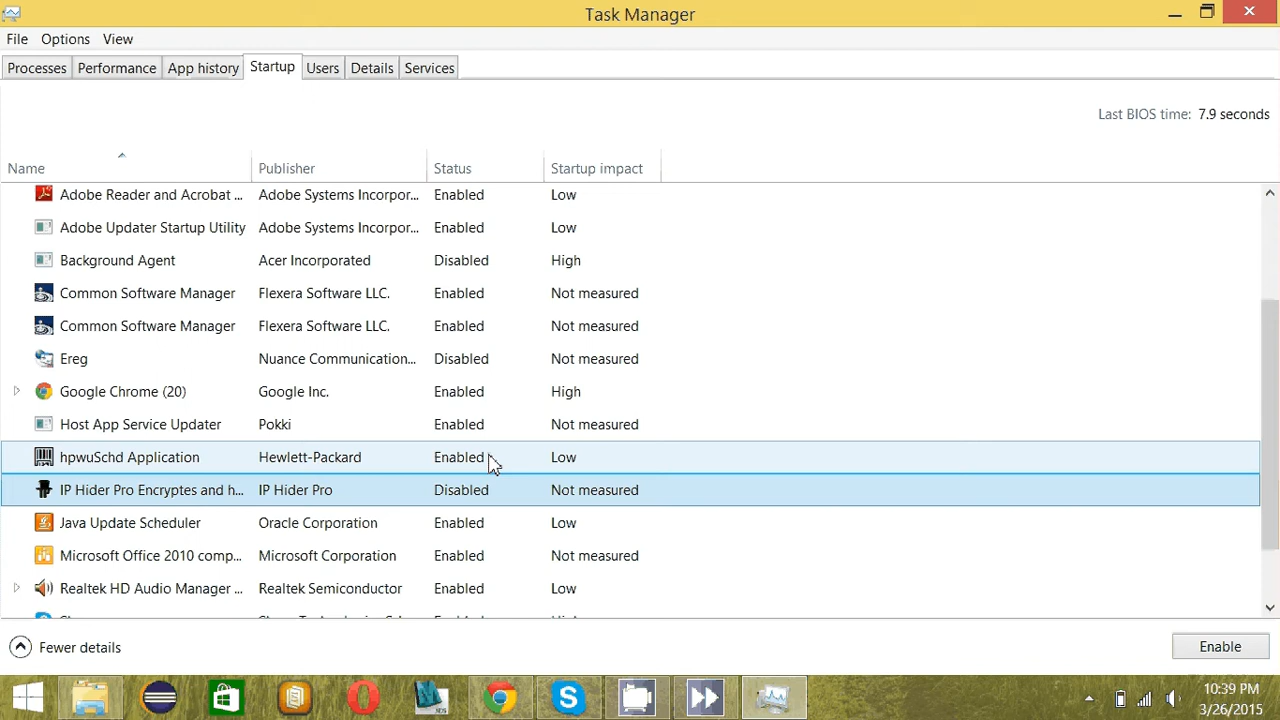 Task Manager
File Options View
Processes Performance App history Startup Users Details Services
Last BIOS time: 7.9 seconds
Name Publisher Status Startup impact
Adobe Reader and Acrobat ... Adobe Systems Incorpor... Enabled Low
Adobe Updater Startup Utility Adobe Systems Incorpor... Enabled Low
Background Agent Acer Incorporated Disabled High
Common Software Manager Flexera Software LLC. Enabled Not measured
Common Software Manager Flexera Software LLC. Enabled Not measured
Ereg Nuance Communication... Disabled Not measured
Google Chrome (20) Google Inc. Enabled High
Host App Service Updater Pokki Enabled Not measured
hpwuSchd Application Hewlett-Packard Enabled Low
IP Hider Pro Encryptes and h... IP Hider Pro Disabled Not measured
Java Update Scheduler Oracle Corporation Enabled Low
Microsoft Office 2010 comp... Microsoft Corporation Enabled Not measured
Realtek HD Audio Manager ... Realtek Semiconductor Enabled Low
Fewer details Enable
10:39 PM
3/26/2015